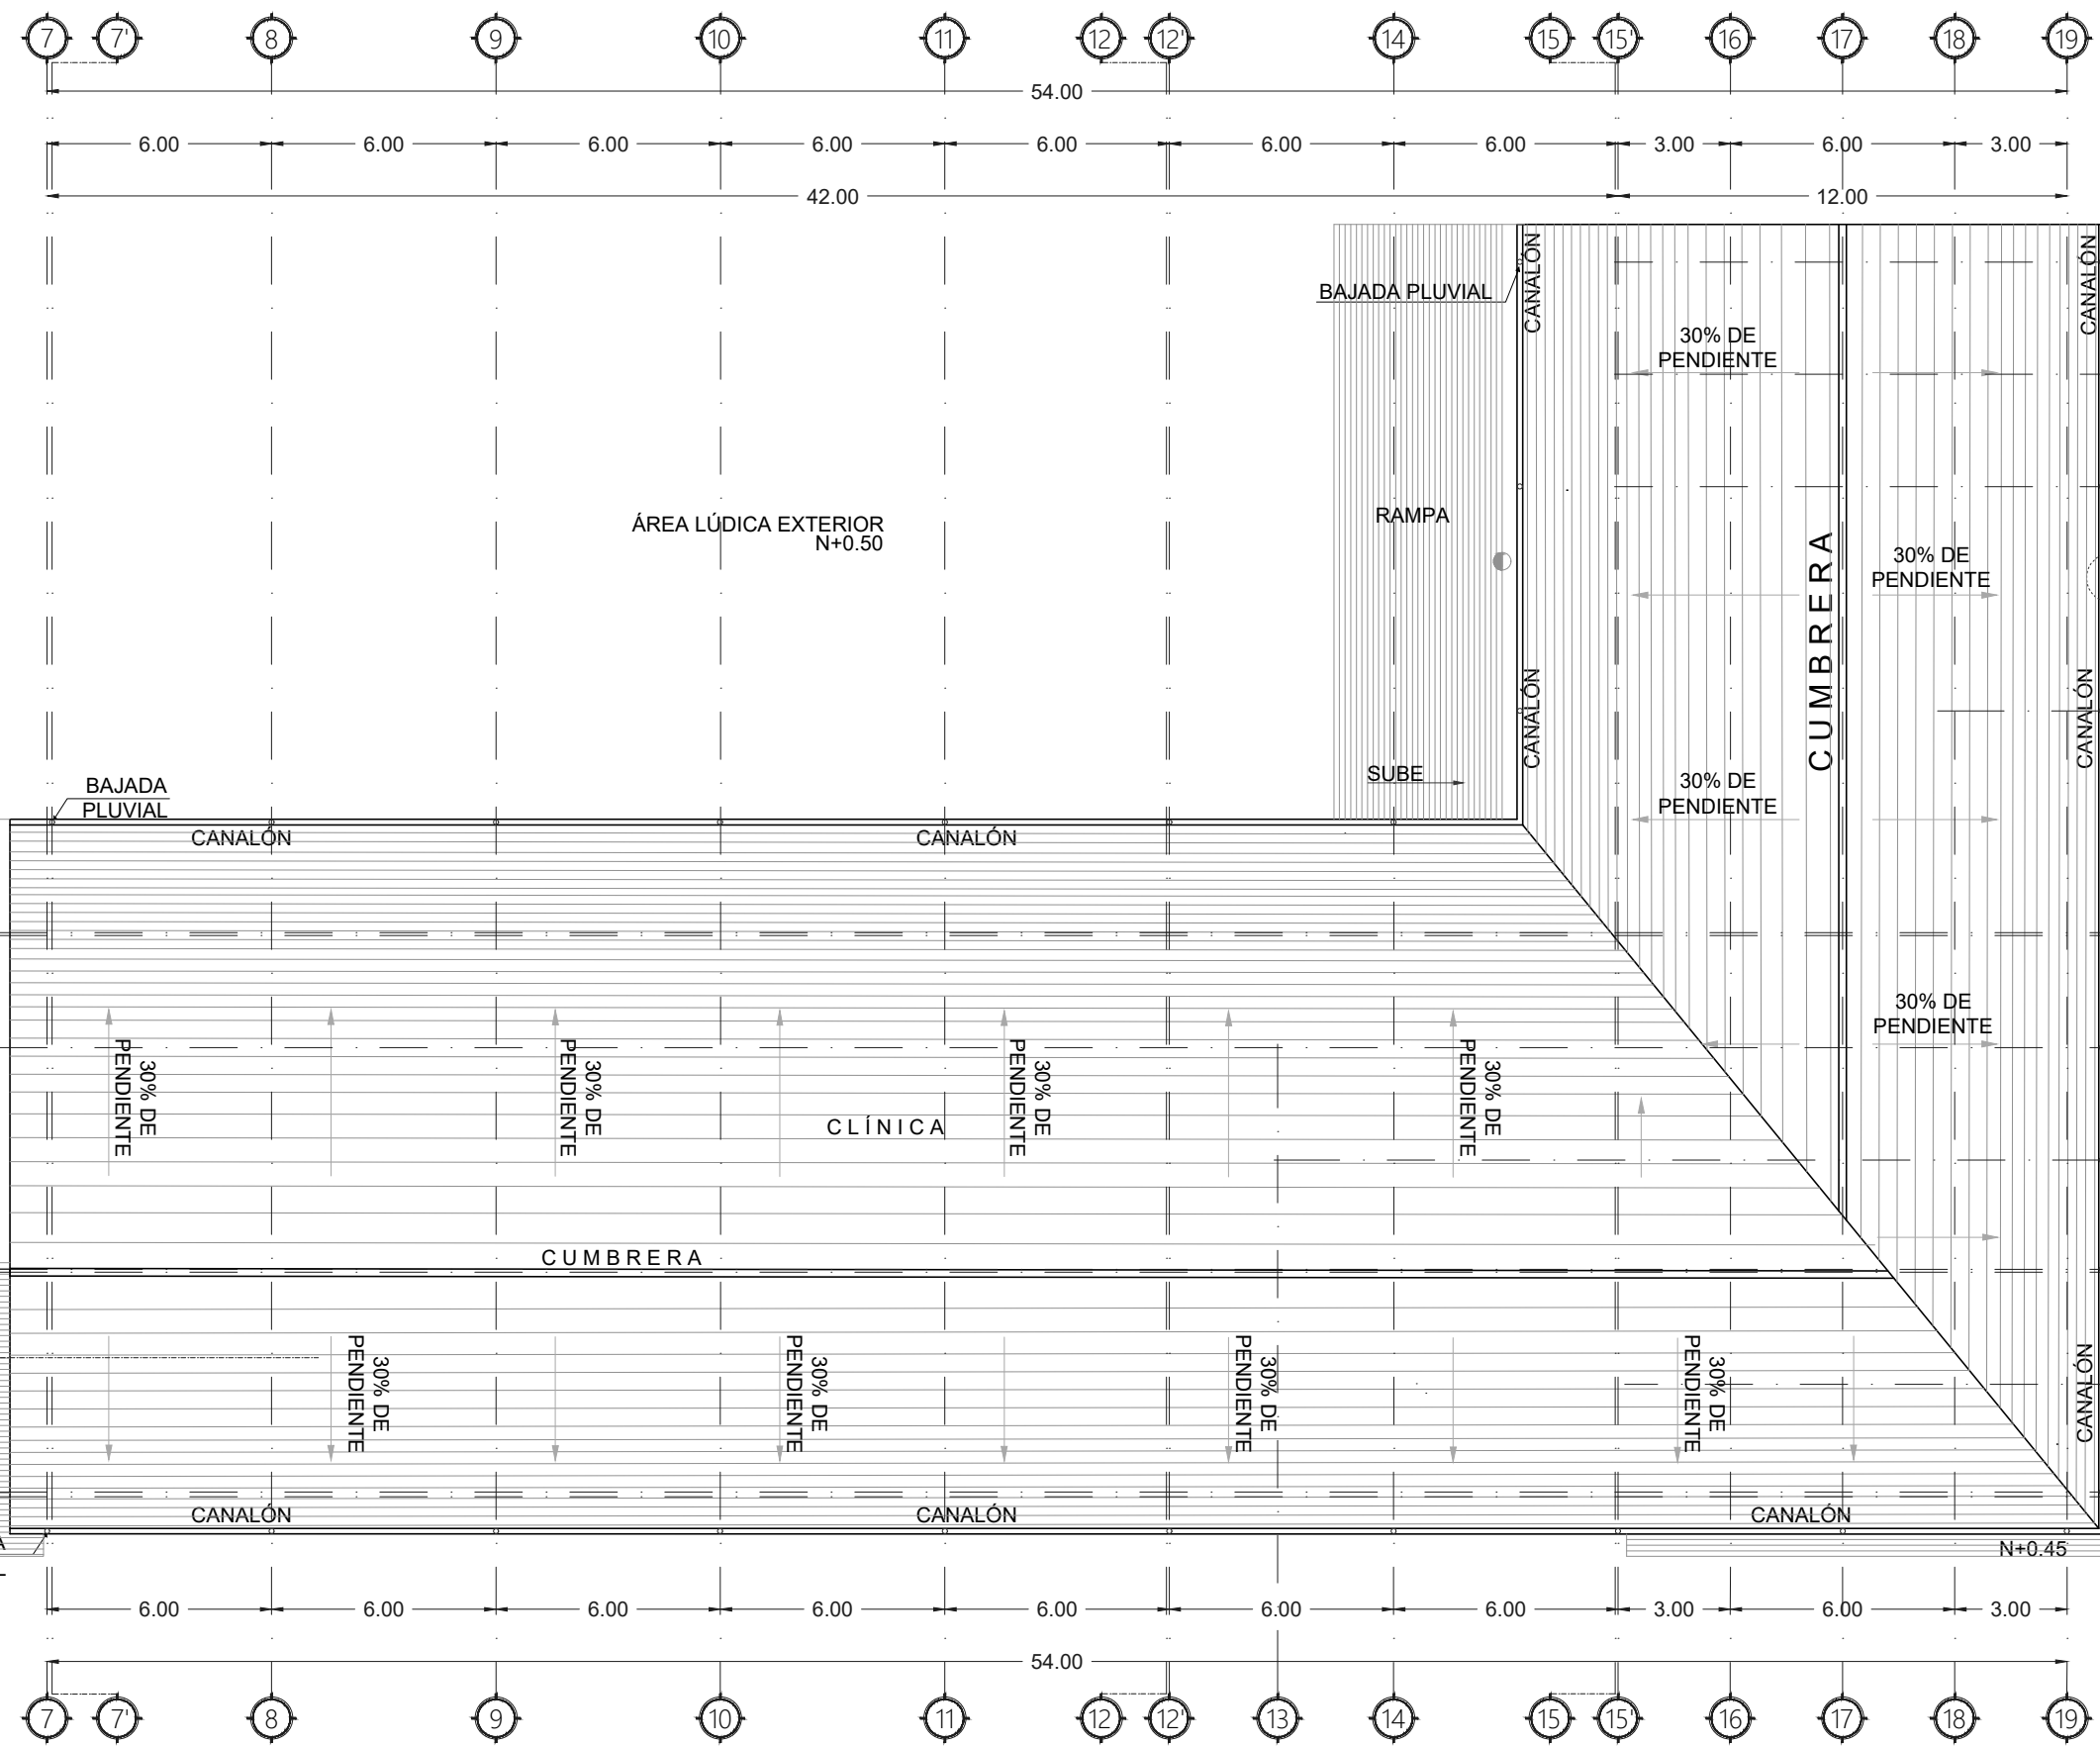 7 7' 8 9 10 11 12 12' 14 15 15' 16 17 18 19
54.00
6.00 6.00 6.00 6.00 6.00 6.00 6.00 3.00 6.00 3.00
42.00 12.00
CANALÓN
CANALÓN
BAJADA PLUVIAL
30% DE
PENDIENTE
ÁREA LÚDICA EXTERIOR
N+0.50
RAMPA
CUMBRERA
30% DE
PENDIENTE
CANALÓN
CANALÓN
SUBE
30% DE
PENDIENTE
BAJADA
PLUVIAL
CANALÓN
CANALÓN
30% DE
PENDIENTE
30% DE
PENDIENTE
30% DE
PENDIENTE
30% DE
PENDIENTE
30% DE
PENDIENTE
CLÍNICA
CUMBRERA
30% DE
PENDIENTE
30% DE
PENDIENTE
30% DE
PENDIENTE
30% DE
PENDIENTE
CANALÓN
CANALÓN
CANALÓN
CANALÓN
N+0.45
6.00 6.00 6.00 6.00 6.00 6.00 6.00 3.00 6.00 3.00
54.00
7 7' 8 9 10 11 12 12' 13 14 15 15' 16 17 18 19